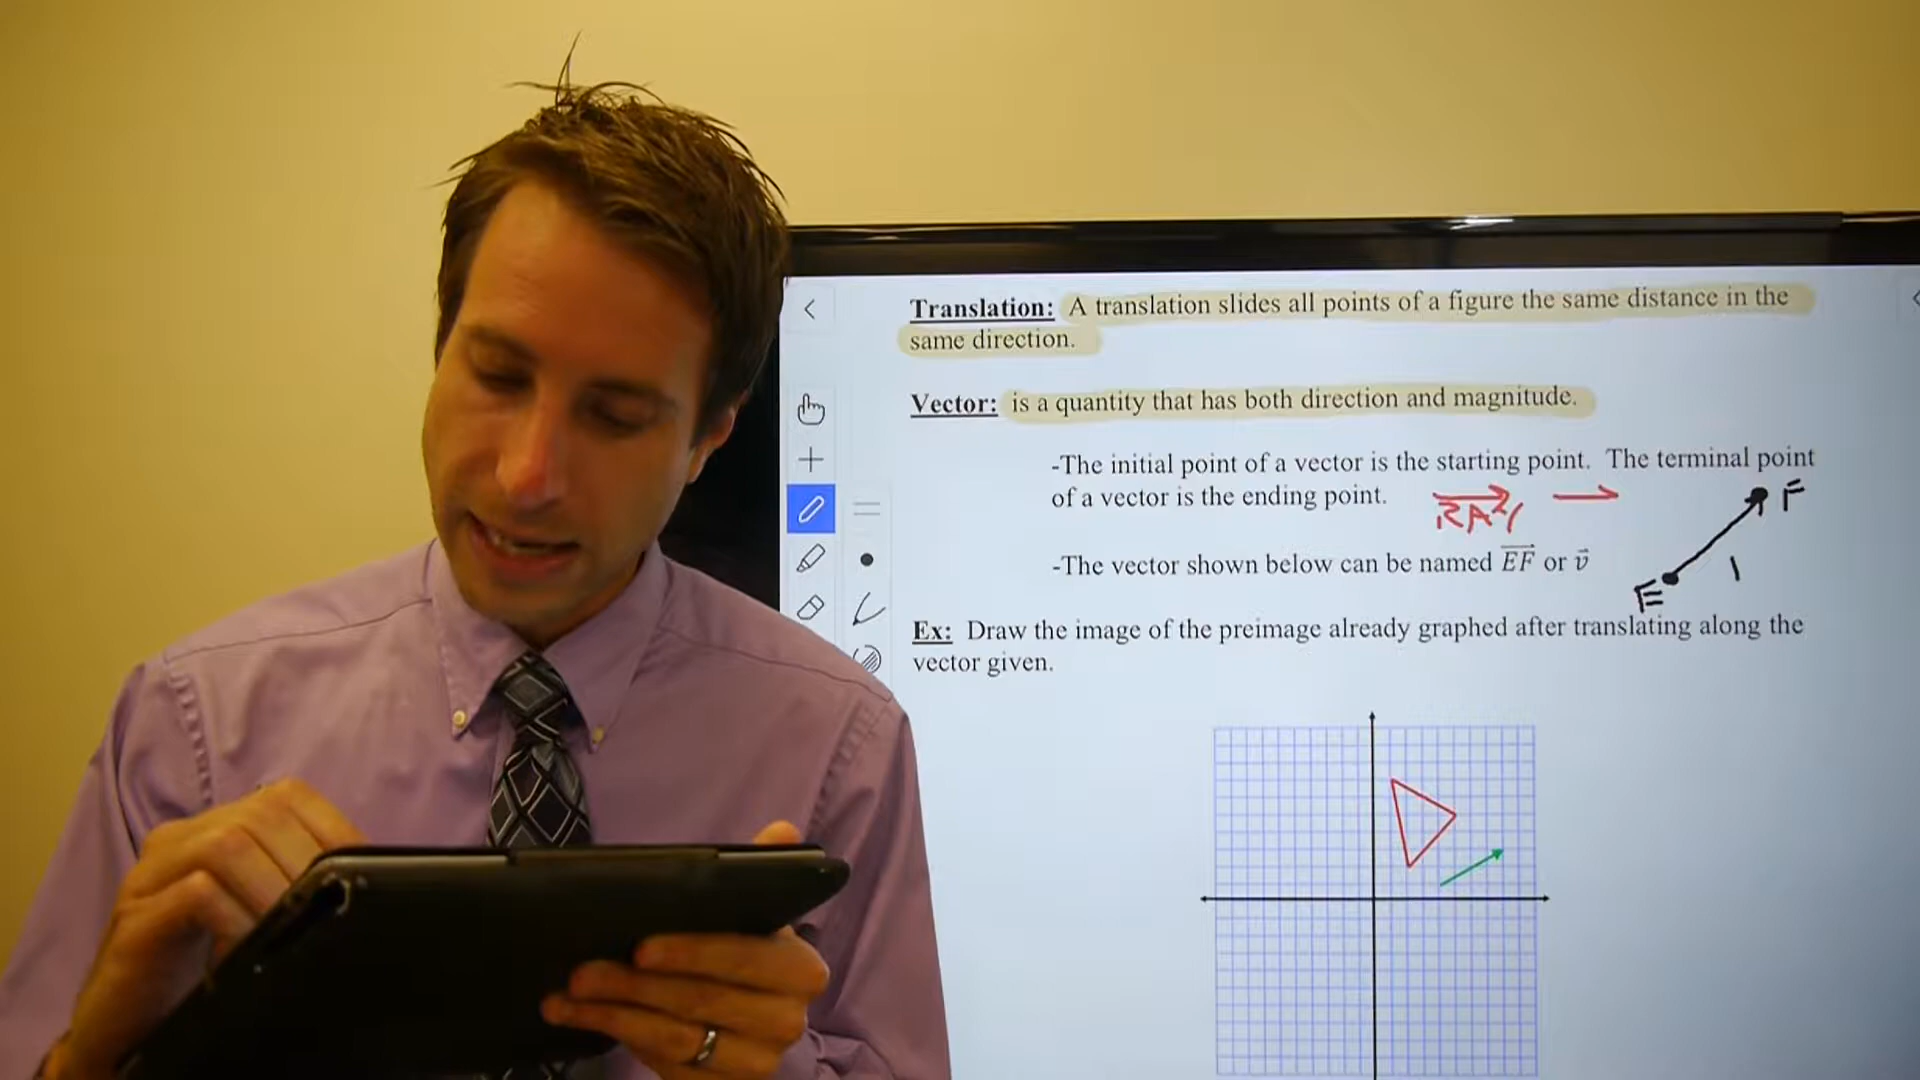 Translation: A translation slides all points of a figure the same distance in the
same direction.
Vector: is a quantity that has both direction and magnitude.
-The initial point of a vector is the starting point. The terminal point
of a vector is the ending point.
RAY
F
-The vector shown below can be named EF or v
E
Ex: Draw the image of the preimage already graphed after translating along the
vector given.